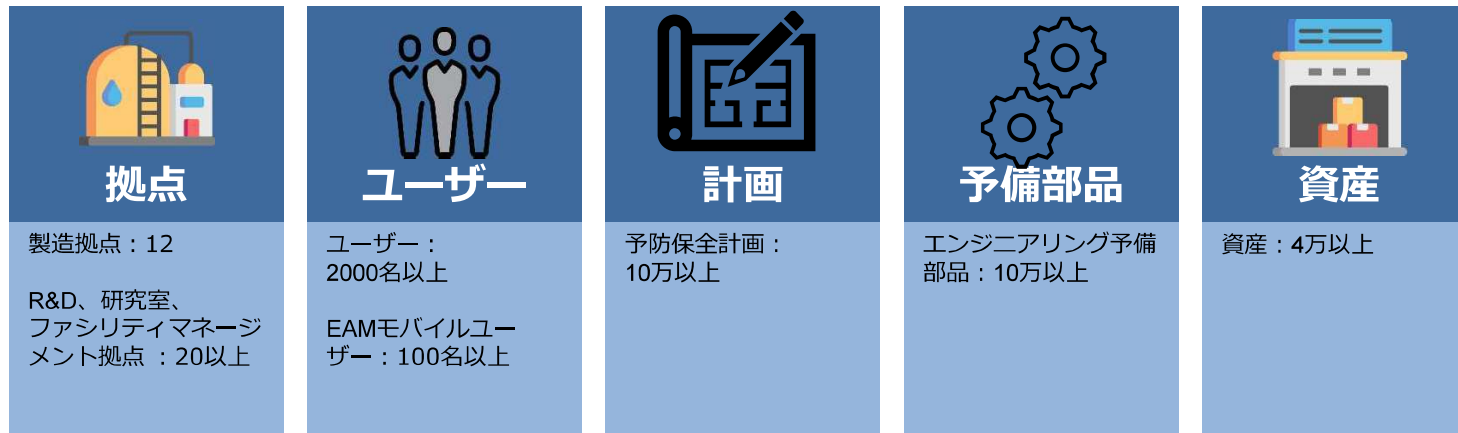 拠点
製造拠点：12
R&D、研究室、
ファシリティマネージ
メント拠点 ：20以上
ユーザー
ユーザー：
2000名以上
EAMモバイルユー
ザー：100名以上
計画
予防保全計画：
10万以上
予備部品
エンジニアリング予備
部品：10万以上
資産
資産：4万以上